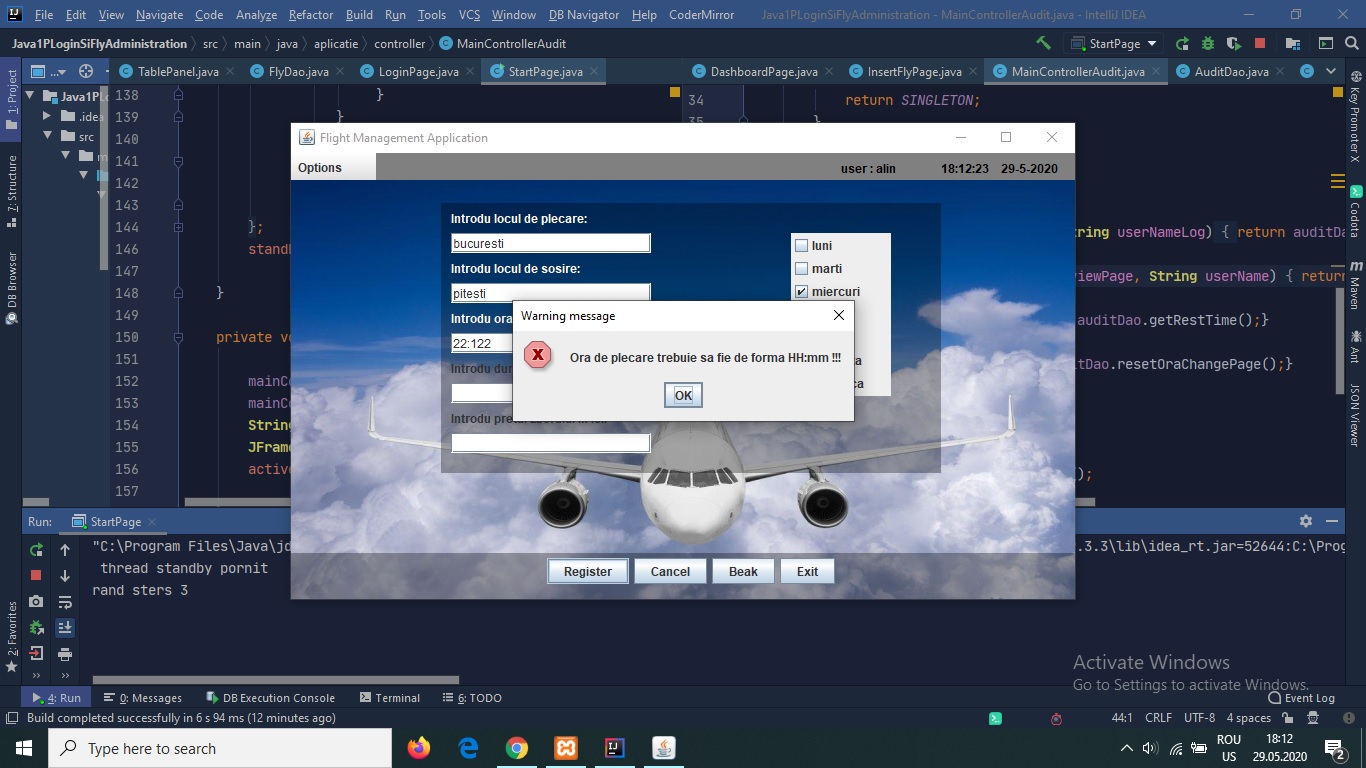 File Edit View Navigate Code Analyze Refactor Build Run Tools VCS Window DB Navigator Help CoderMirror Java1PLoginSiFlyAdministration - MainControllerAudit.java - IntelliJ IDEA
Java1PLoginSiFlyAdministration src main java aplicatie controller MainControllerAudit StartPage
1: Project
7: Structure
DB Browser
2: Favorites
TablePanel.java FlyDao.java LoginPage.java StartPage.java DashboardPage.java InsertFlyPage.java MainControllerAudit.java AuditDao.java
Java1PLo
.idea
src
138 }
139 }
140
141
142
143
144 };
145 standb
146
148 }
149
150 private vo
151
152 mainCo
153 mainCo
154 String
155 JFrame
156 active
157
34 return SINGLETON;
35 }
tring userNameLog) { return auditDa
viewPage, String userName) { return
auditDao.getRestTime();}
tDao.resetOraChangePage();}
);
Key Promoter X
Codota
Maven
Ant
JSON Viewer
Flight Management Application
Options user : alin 18:12:23 29-5-2020
Introdu locul de plecare:
bucuresti
Introdu locul de sosire:
pitesti
Introdu ora
22:122
Introdu dur
luni
marti
miercuri
Warning message
Ora de plecare trebuie sa fie de forma HH:mm !!!
OK
Register Cancel Beak Exit
Run: StartPage
"C:\Program Files\Java\jd .3.3\lib\idea_rt.jar=52644:C:\Prog
thread standby pornit
rand sters 3
Activate Windows
Go to Settings to activate Windows.
4: Run 0: Messages DB Execution Console Terminal 6: TODO Event Log
Build completed successfully in 6 s 94 ms (12 minutes ago) 44:1 CRLF UTF-8 4 spaces
Type here to search
ROU
US
18:12
29.05.2020
2